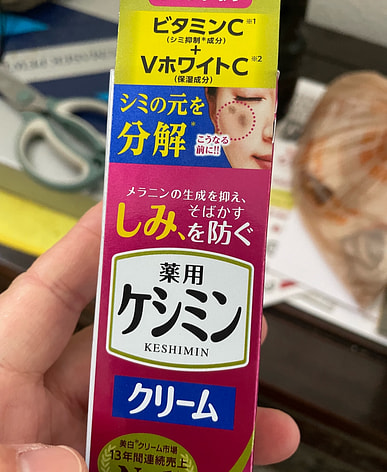 ビタミンC※1
(シミ抑制*成分)
+
VホワイトC※2
(保湿成分)
シミの元を
分解*
こうなる
前に!!
メラニンの生成を抑え、
しみ、そばかす
を防ぐ
薬用
ケシミン
KESHIMIN
クリーム
美白*クリーム市場
13年間連続売上